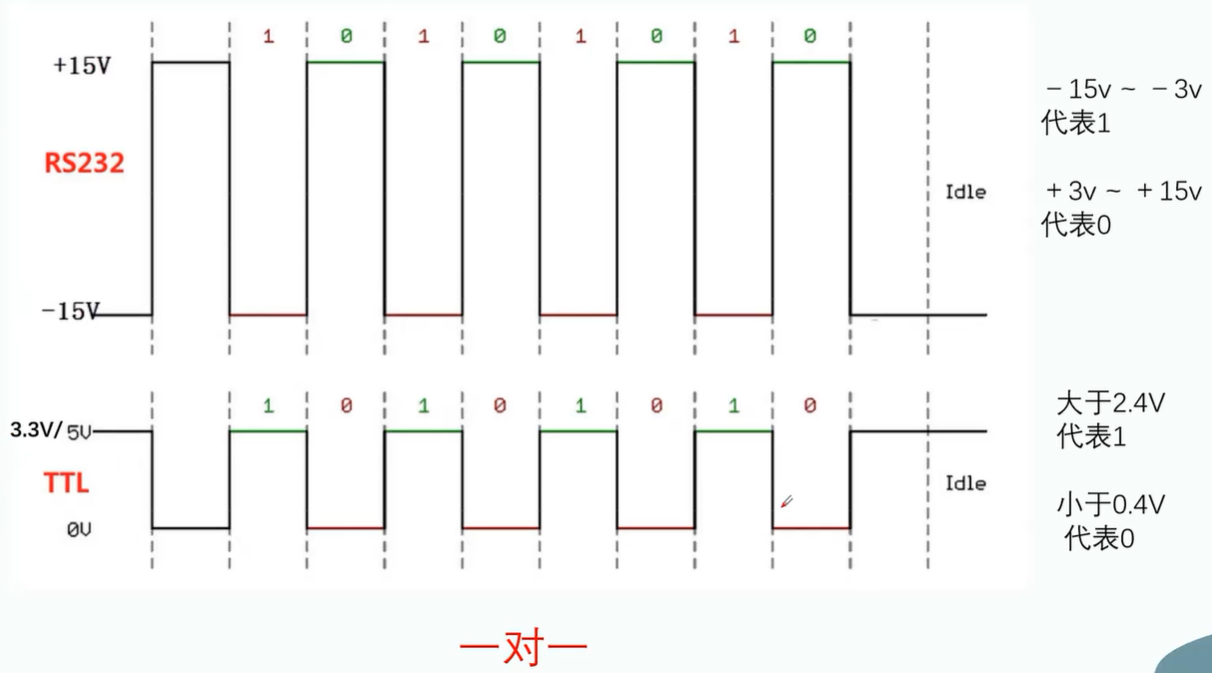 1 0 1 0 1 0 1 0
+15V
RS232
-15V
Idle
－15v ~ －3v
代表1
＋3v ~ ＋15v
代表0
1 0 1 0 1 0 1 0
3.3V/ 5V
TTL
0V
Idle
大于2.4V
代表1
小于0.4V
代表0
一对一